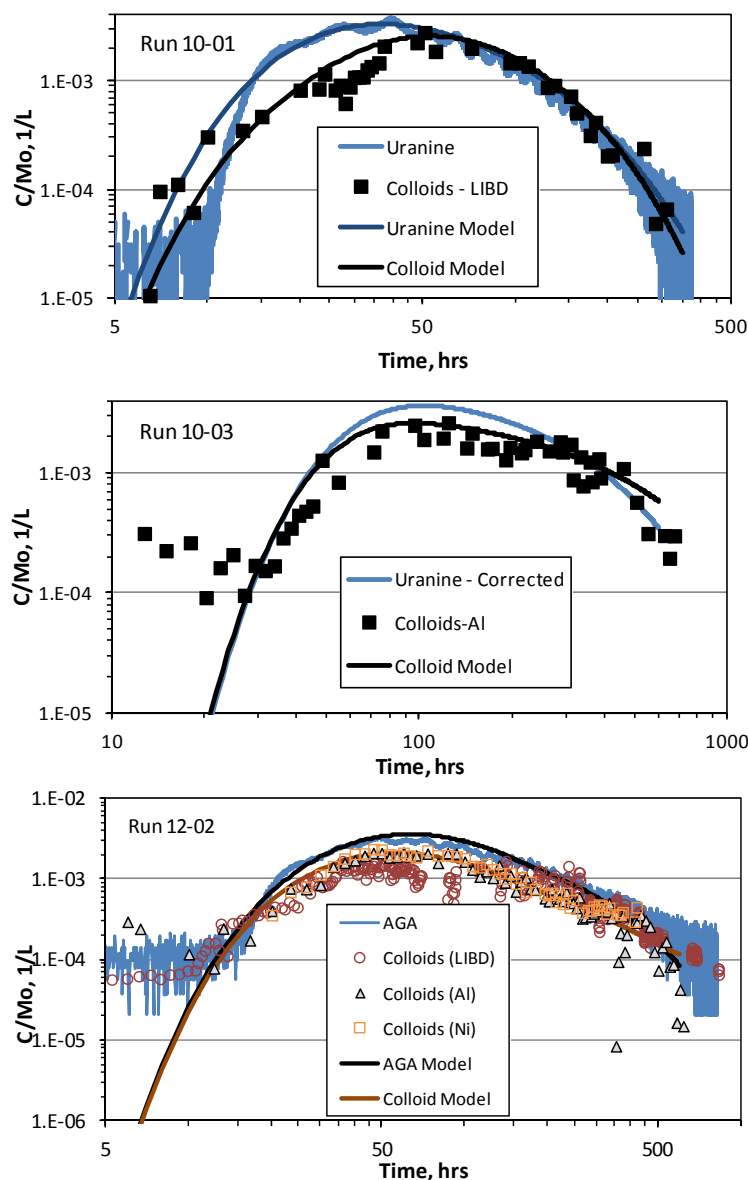 Run 10-01
C/Mo, 1/L
1.E-03
1.E-04
1.E-05
Uranine
Colloids - LIBD
Uranine Model
Colloid Model
5
50
500
Time, hrs
Run 10-03
C/Mo, 1/L
1.E-03
1.E-04
1.E-05
Uranine - Corrected
Colloids-Al
Colloid Model
10
100
1000
Time, hrs
1.E-02
Run 12-02
C/Mo, 1/L
1.E-03
1.E-04
1.E-05
1.E-06
AGA
Colloids (LIBD)
Colloids (Al)
Colloids (Ni)
AGA Model
Colloid Model
5
50
500
Time, hrs